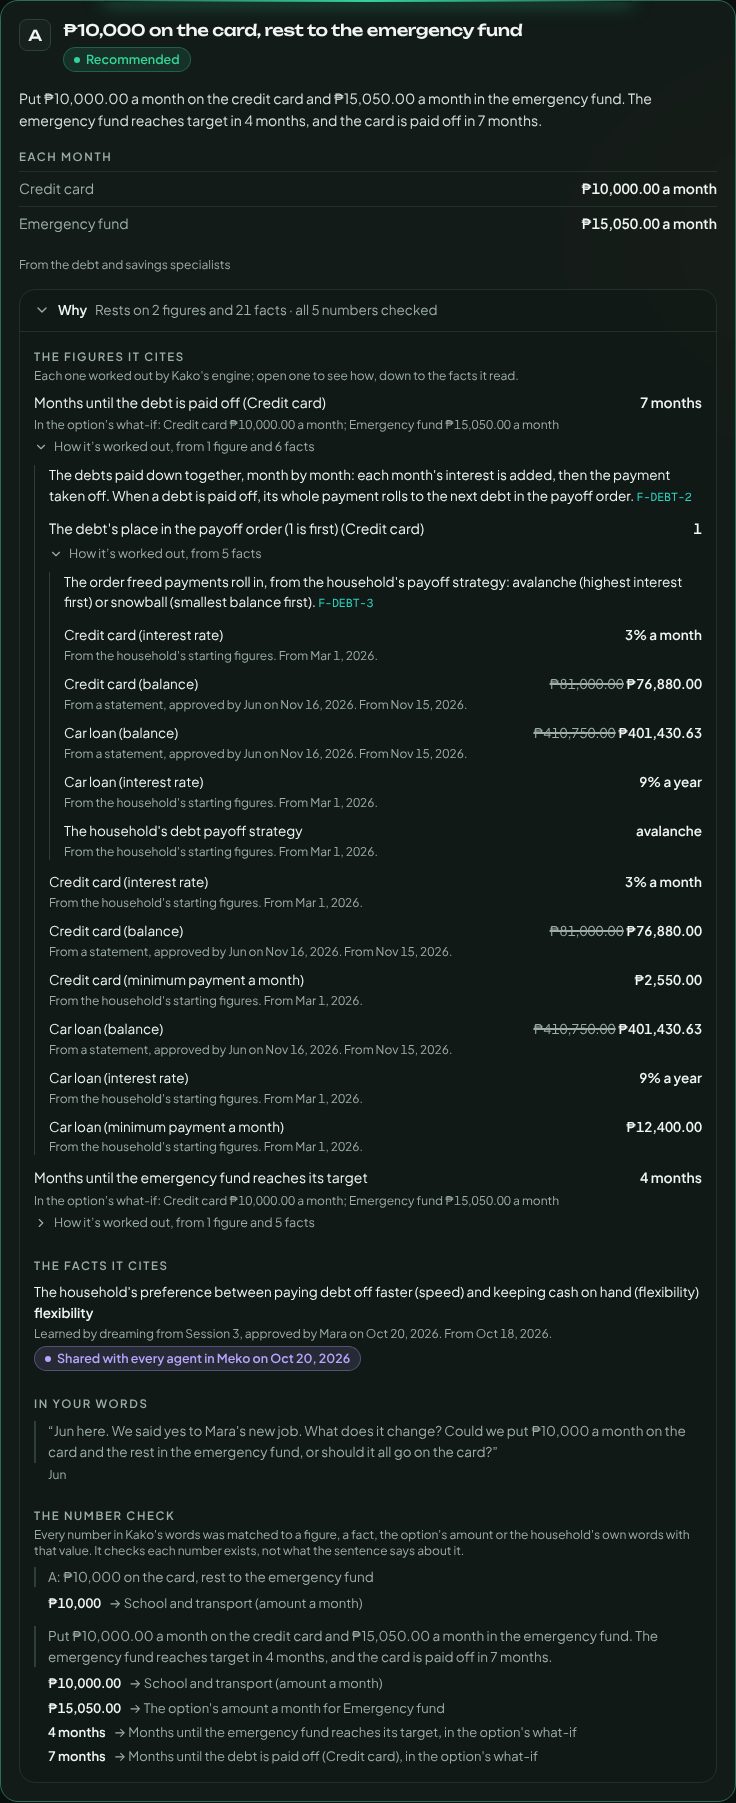 A
₱10,000 on the card, rest to the emergency fund
Recommended
Put ₱10,000.00 a month on the credit card and ₱15,050.00 a month in the emergency fund. The
emergency fund reaches target in 4 months, and the card is paid off in 7 months.
EACH MONTH
Credit card ₱10,000.00 a month
Emergency fund ₱15,050.00 a month
From the debt and savings specialists
Why Rests on 2 figures and 21 facts · all 5 numbers checked
THE FIGURES IT CITES
Each one worked out by Kako's engine; open one to see how, down to the facts it read.
Months until the debt is paid off (Credit card) 7 months
In the option's what-if: Credit card ₱10,000.00 a month; Emergency fund ₱15,050.00 a month
How it's worked out, from 1 figure and 6 facts
The debts paid down together, month by month: each month's interest is added, then the payment
taken off. When a debt is paid off, its whole payment rolls to the next debt in the payoff order. F-DEBT-2
The debt's place in the payoff order (1 is first) (Credit card) 1
How it's worked out, from 5 facts
The order freed payments roll in, from the household's payoff strategy: avalanche (highest interest
first) or snowball (smallest balance first). F-DEBT-3
Credit card (interest rate) 3% a month
From the household's starting figures. From Mar 1, 2026.
Credit card (balance) ₱81,000.00 ₱76,880.00
From a statement, approved by Jun on Nov 16, 2026. From Nov 15, 2026.
Car loan (balance) ₱410,750.00 ₱401,430.63
From a statement, approved by Jun on Nov 16, 2026. From Nov 15, 2026.
Car loan (interest rate) 9% a year
From the household's starting figures. From Mar 1, 2026.
The household's debt payoff strategy avalanche
From the household's starting figures. From Mar 1, 2026.
Credit card (interest rate) 3% a month
From the household's starting figures. From Mar 1, 2026.
Credit card (balance) ₱81,000.00 ₱76,880.00
From a statement, approved by Jun on Nov 16, 2026. From Nov 15, 2026.
Credit card (minimum payment a month) ₱2,550.00
From the household's starting figures. From Mar 1, 2026.
Car loan (balance) ₱410,750.00 ₱401,430.63
From a statement, approved by Jun on Nov 16, 2026. From Nov 15, 2026.
Car loan (interest rate) 9% a year
From the household's starting figures. From Mar 1, 2026.
Car loan (minimum payment a month) ₱12,400.00
From the household's starting figures. From Mar 1, 2026.
Months until the emergency fund reaches its target 4 months
In the option's what-if: Credit card ₱10,000.00 a month; Emergency fund ₱15,050.00 a month
How it's worked out, from 1 figure and 5 facts
THE FACTS IT CITES
The household's preference between paying debt off faster (speed) and keeping cash on hand (flexibility)
flexibility
Learned by dreaming from Session 3, approved by Mara on Oct 20, 2026. From Oct 18, 2026.
Shared with every agent in Meko on Oct 20, 2026
IN YOUR WORDS
“Jun here. We said yes to Mara's new job. What does it change? Could we put ₱10,000 a month on the
card and the rest in the emergency fund, or should it all go on the card?”
Jun
THE NUMBER CHECK
Every number in Kako's words was matched to a figure, a fact, the option's amount or the household's own words with
that value. It checks each number exists, not what the sentence says about it.
A: ₱10,000 on the card, rest to the emergency fund
₱10,000 → School and transport (amount a month)
Put ₱10,000.00 a month on the credit card and ₱15,050.00 a month in the emergency fund. The
emergency fund reaches target in 4 months, and the card is paid off in 7 months.
₱10,000.00 → School and transport (amount a month)
₱15,050.00 → The option's amount a month for Emergency fund
4 months → Months until the emergency fund reaches its target, in the option's what-if
7 months → Months until the debt is paid off (Credit card), in the option's what-if